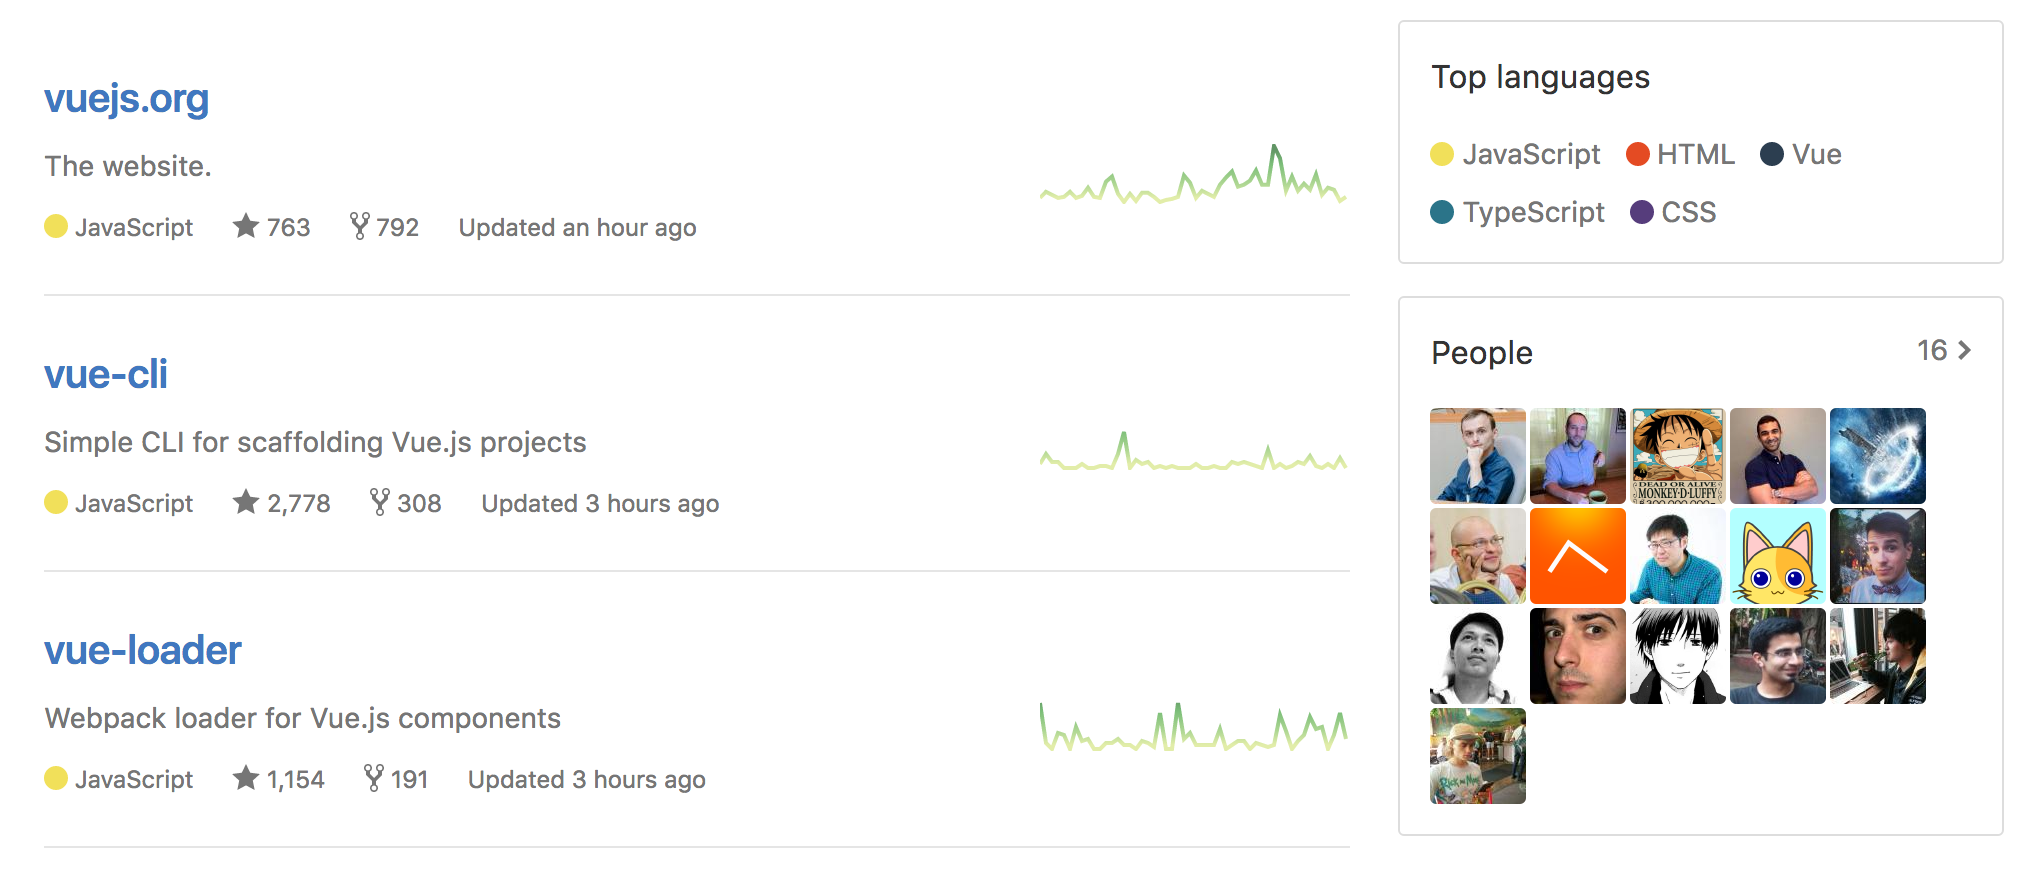 vuejs.org
The website.
JavaScript 763 792 Updated an hour ago
vue-cli
Simple CLI for scaffolding Vue.js projects
JavaScript 2,778 308 Updated 3 hours ago
vue-loader
Webpack loader for Vue.js components
JavaScript 1,154 191 Updated 3 hours ago
Top languages
JavaScript HTML Vue
TypeScript CSS
People 16
DEAD OR ALIVE
MONKEY·D·LUFFY